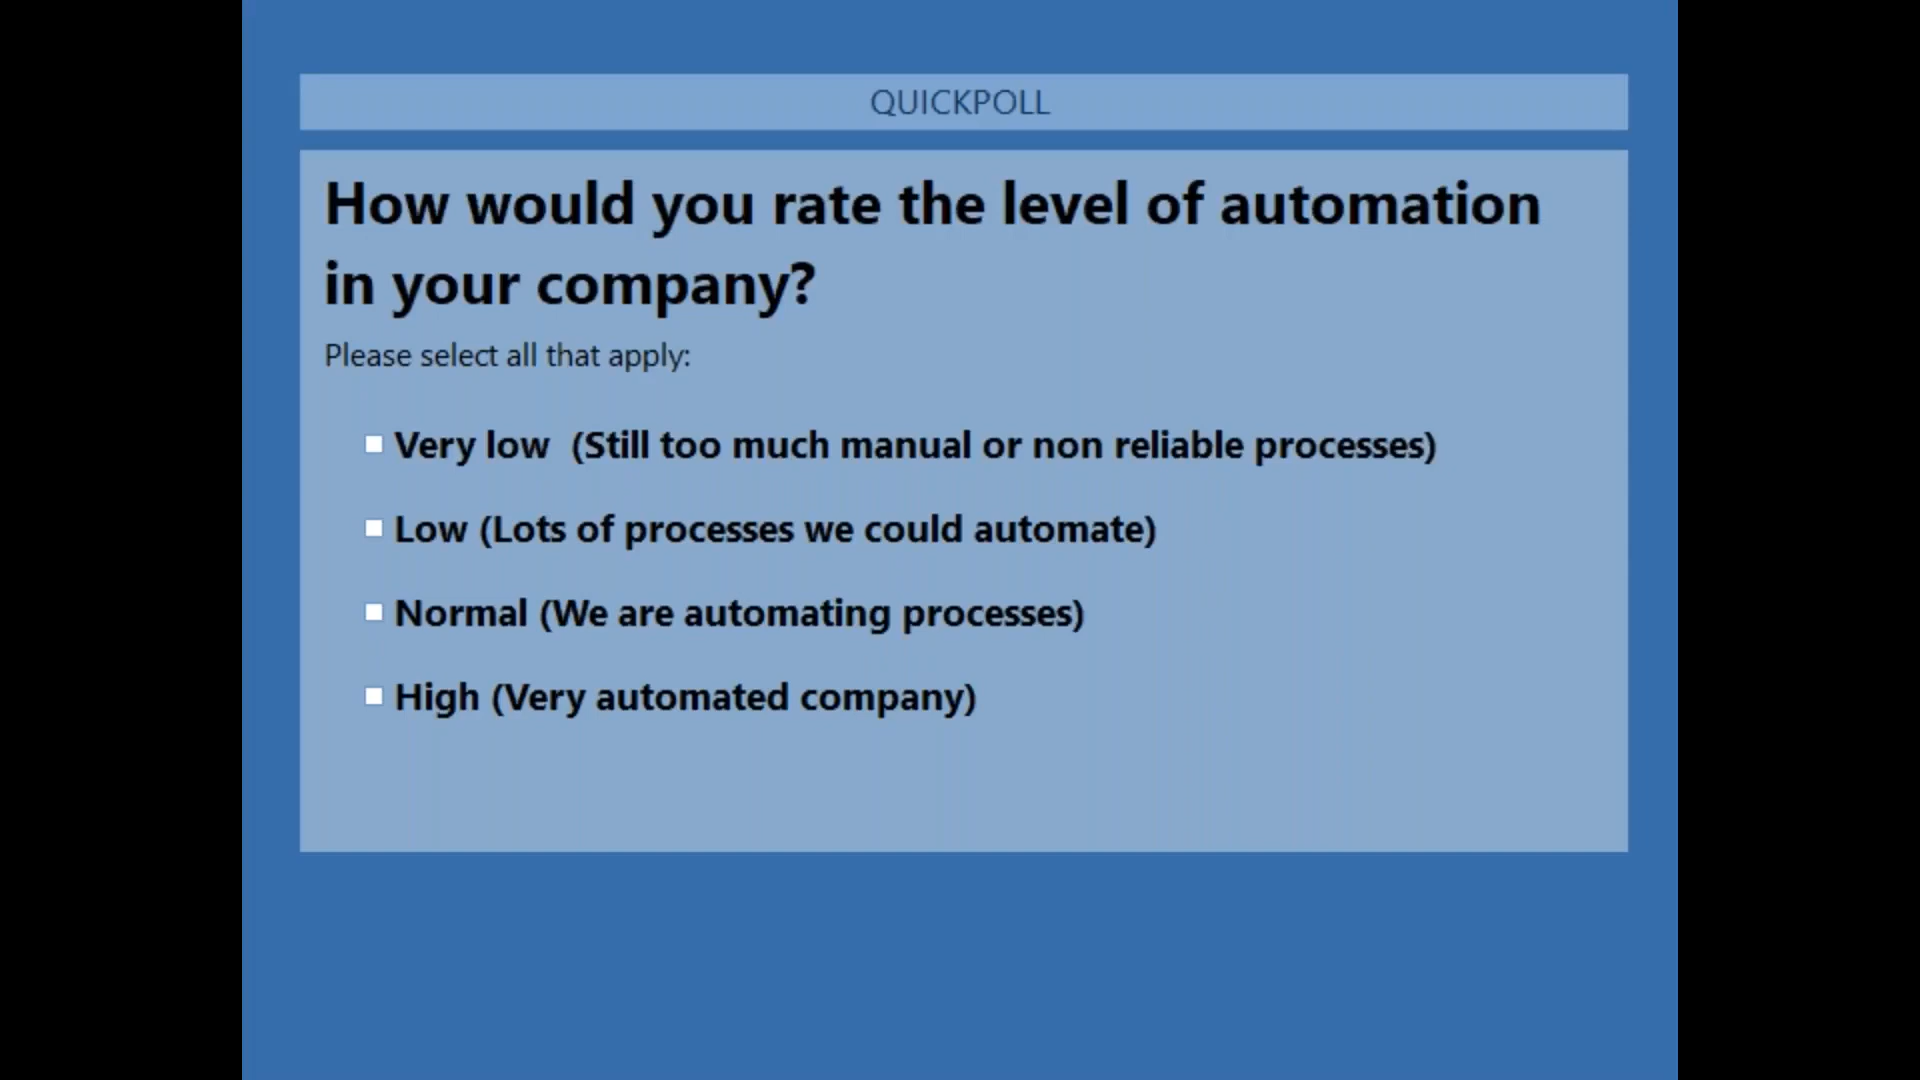 QUICKPOLL
How would you rate the level of automation
in your company?
Please select all that apply:
Very low  (Still too much manual or non reliable processes)
Low (Lots of processes we could automate)
Normal (We are automating processes)
High (Very automated company)